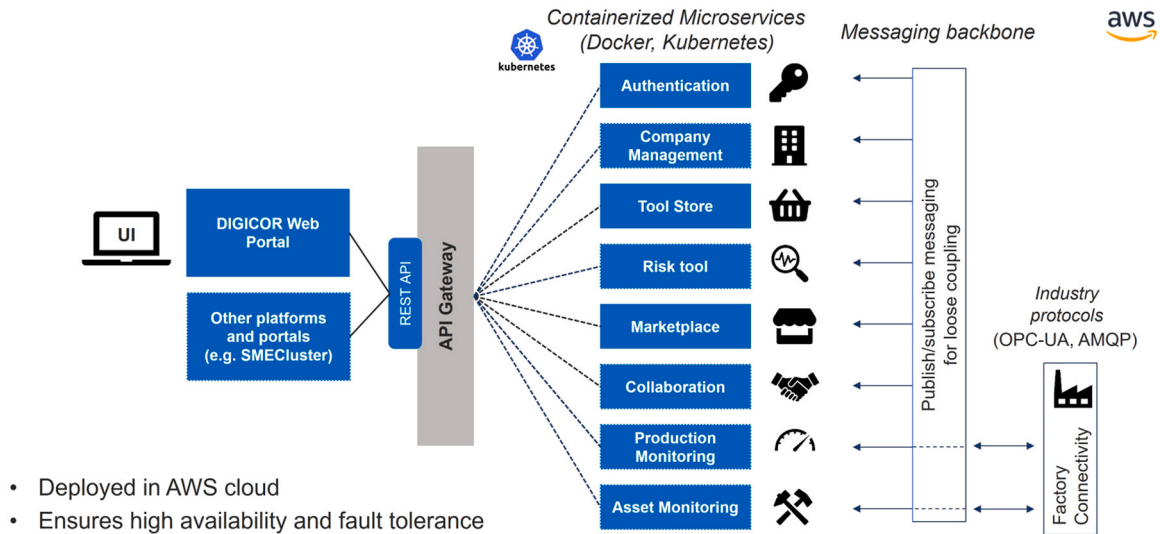 Containerized Microservices
(Docker, Kubernetes)
Messaging backbone
aws
kubernetes
UI
DIGICOR Web
Portal
Other platforms
and portals
(e.g. SMECluster)
REST API
API Gateway
Authentication
Company
Management
Tool Store
Risk tool
Marketplace
Collaboration
Production
Monitoring
Asset Monitoring
Publish/subscribe messaging
for loose coupling
Industry
protocols
(OPC-UA, AMQP)
Factory
Connectivity
• Deployed in AWS cloud
• Ensures high availability and fault tolerance